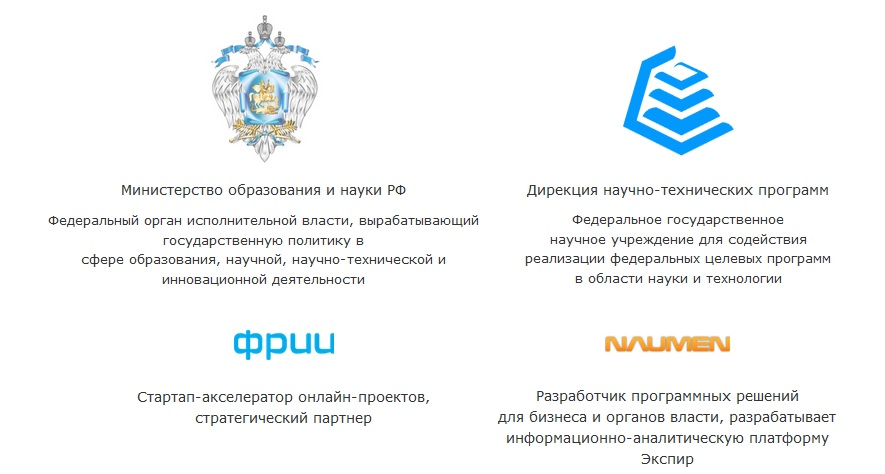 Министерство образования и науки РФ
Федеральный орган исполнительной власти, вырабатывающий
государственную политику в
сфере образования, научной, научно-технической и
инновационной деятельности
Дирекция научно-технических программ
Федеральное государственное
научное учреждение для содействия
реализации федеральных целевых программ
в области науки и технологии
фрии
Стартап-акселератор онлайн-проектов,
стратегический партнер
NAUMEN
Разработчик программных решений
для бизнеса и органов власти, разрабатывает
информационно-аналитическую платформу
Экспир